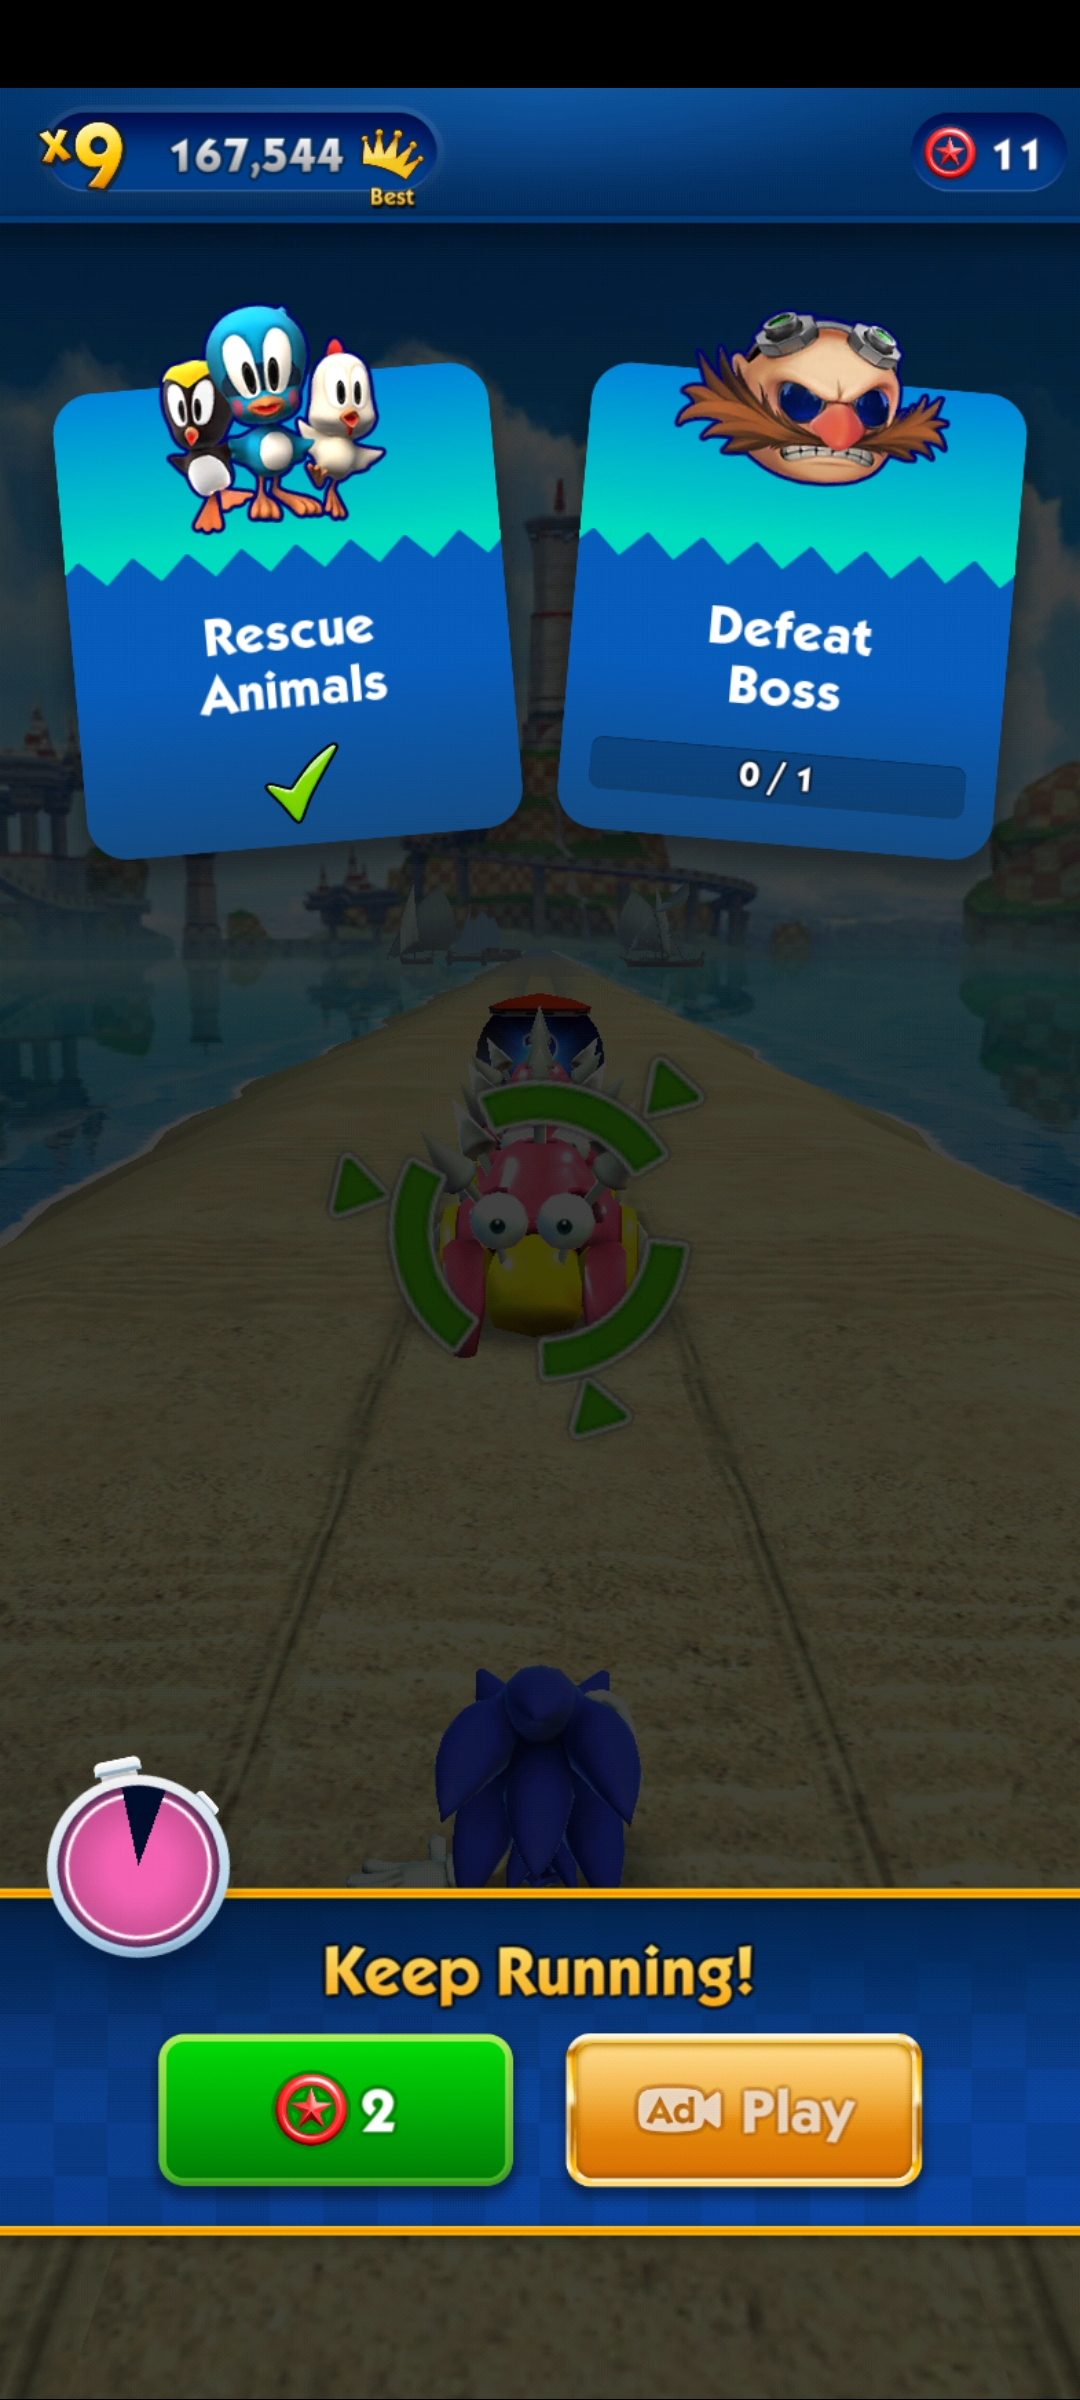 x9 167,544
Best
11
Rescue
Animals
Defeat
Boss
0 / 1
Keep Running!
2
Ad Play